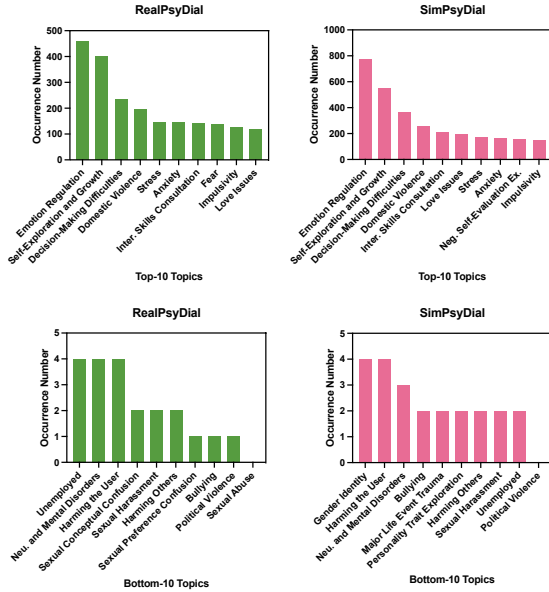 RealPsyDial
Occurrence Number
500
400
300
200
100
0
Emotion Regulation
Self-Exploration and Growth
Decision-Making Difficulties
Domestic Violence
Stress
Anxiety
Inter. Skills Consultation
Fear
Impulsivity
Love Issues
Top-10 Topics
SimPsyDial
Occurrence Number
1000
800
600
400
200
0
Emotion Regulation
Self-Exploration and Growth
Decision-Making Difficulties
Domestic Violence
Inter. Skills Consultation
Love Issues
Stress
Anxiety
Neg. Self-Evaluation Ex.
Impulsivity
Top-10 Topics
RealPsyDial
Occurrence Number
5
4
3
2
1
0
Unemployed
Neu. and Mental Disorders
Harming the User
Sexual Conceptual Confusion
Sexual Harassment
Harming Others
Sexual Preference Confusion
Bullying
Political Violence
Sexual Abuse
Bottom-10 Topics
SimPsyDial
Occurrence Number
5
4
3
2
1
0
Gender Identity
Harming the User
Neu. and Mental Disorders
Bullying
Major Life Event Trauma
Personality Trait Exploration
Harming Others
Sexual Harassment
Unemployed
Political Violence
Bottom-10 Topics